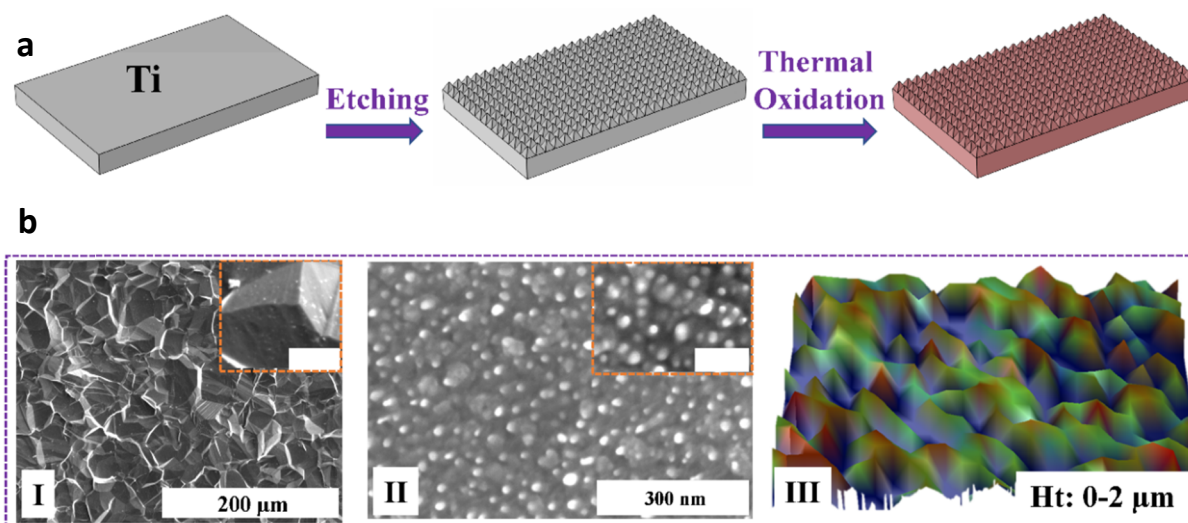 a
Ti
Etching
Thermal
Oxidation
b
I
200 μm
II
300 nm
III
Ht: 0-2 μm